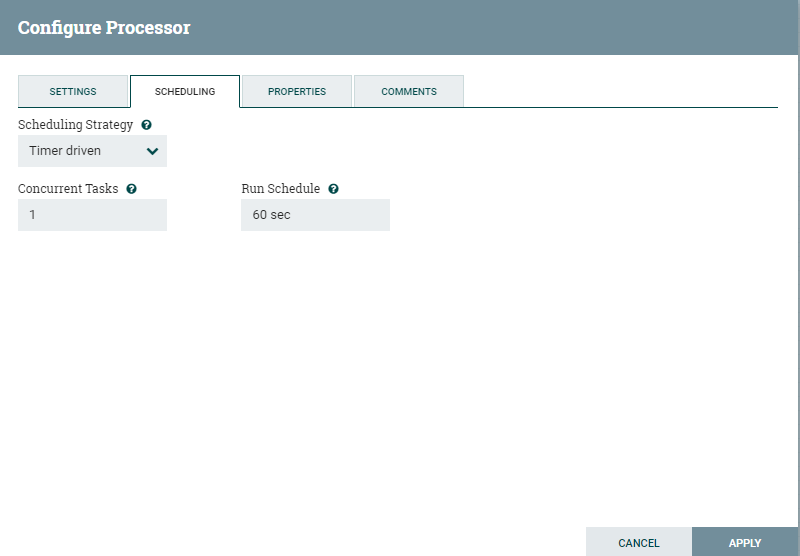 Configure Processor
SETTINGS SCHEDULING PROPERTIES COMMENTS
Scheduling Strategy
Timer driven
Concurrent Tasks Run Schedule
1 60 sec
CANCEL APPLY